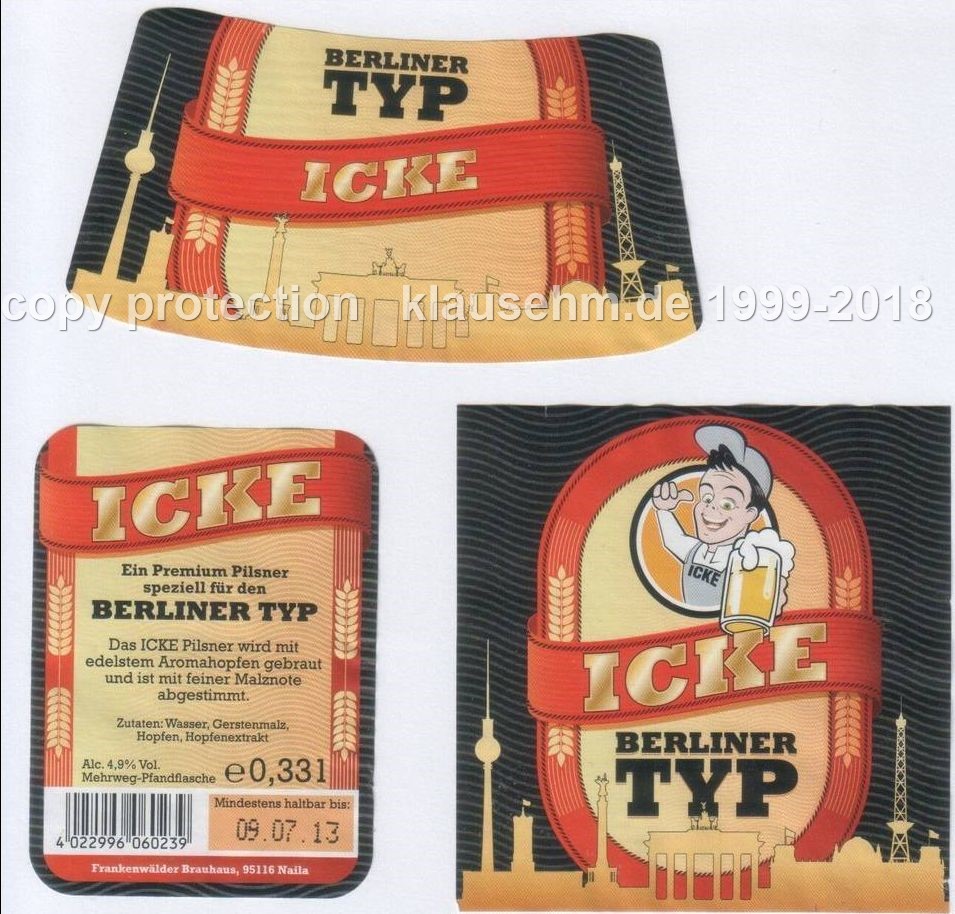 BERLINER
TYP
ICKE
copy protection klausehm.de 1999-2018
ICKE
Ein Premium Pilsner
speziell für den
BERLINER TYP
Das ICKE Pilsner wird mit
edelstem Aromahopfen gebraut
und ist mit feiner Malznote
abgestimmt.
Zutaten: Wasser, Gerstenmalz,
Hopfen, Hopfenextrakt
Alc. 4,9% Vol.
Mehrweg-Pfandflasche ℮0,33l
4 022996 060239
Mindestens haltbar bis:
09.07.13
Frankenwälder Brauhaus, 95116 Naila
ICKE
ICKE
BERLINER
TYP